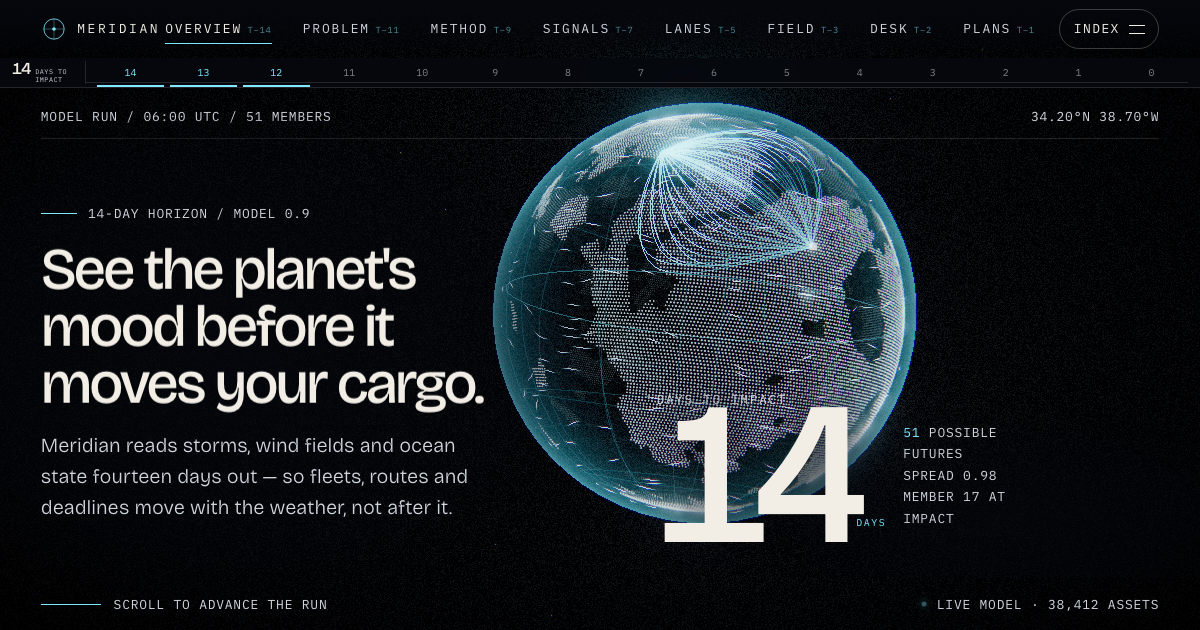 MERIDIAN OVERVIEW T-14 PROBLEM T-11 METHOD T-9 SIGNALS T-7 LANES T-5 FIELD T-3 DESK T-2 PLANS T-1 INDEX
14 DAYS TO IMPACT 14 13 12 11 10 9 8 7 6 5 4 3 2 1 0
MODEL RUN / 06:00 UTC / 51 MEMBERS
34.20°N 38.70°W
14-DAY HORIZON / MODEL 0.9
See the planet's
mood before it
moves your cargo.
Meridian reads storms, wind fields and ocean
state fourteen days out — so fleets, routes and
deadlines move with the weather, not after it.
DAYS TO IMPACT
14
DAYS
51 POSSIBLE
FUTURES
SPREAD 0.98
MEMBER 17 AT
IMPACT
SCROLL TO ADVANCE THE RUN
LIVE MODEL · 38,412 ASSETS